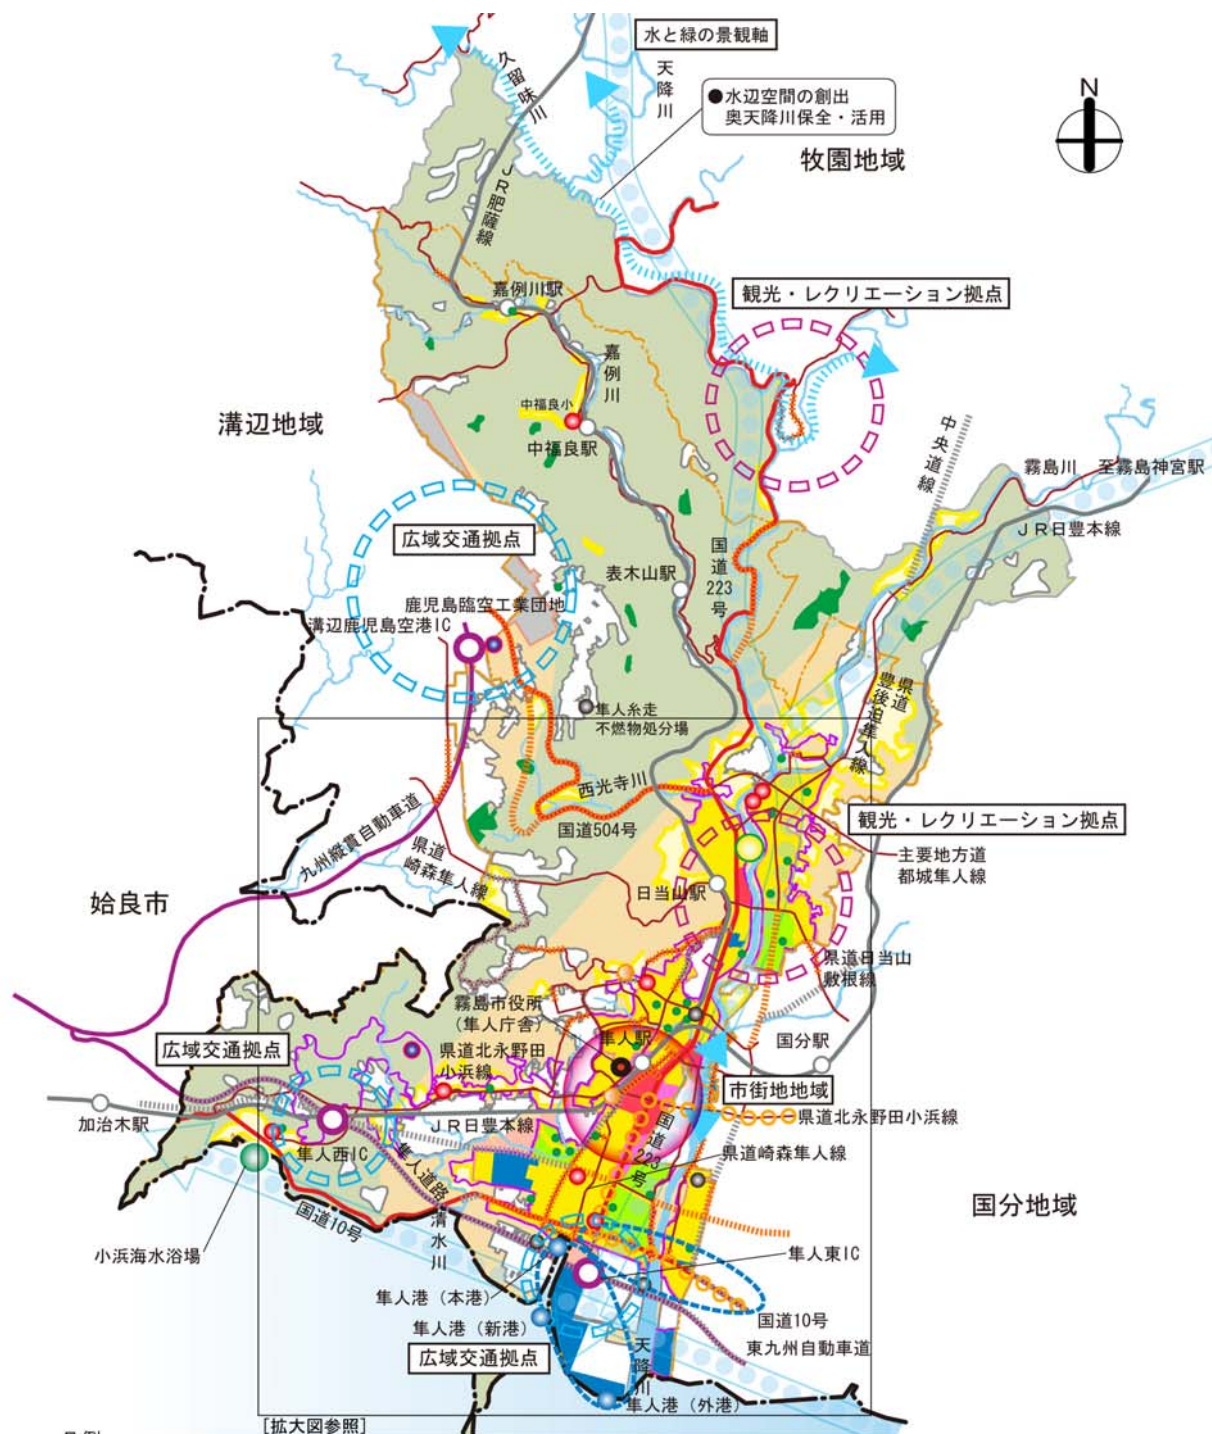 水と緑の景観軸
久留味川
天降川
●水辺空間の創出
奥天降川保全・活用
N
牧園地域
ＪＲ肥薩線
嘉例川駅
観光・レクリエーション拠点
嘉例川
中福良小
溝辺地域
中福良駅
中央道線
霧島川
至霧島神宮駅
ＪＲ日豊本線
広域交通拠点
国道223号
表木山駅
鹿児島臨空工業団地
溝辺鹿児島空港IC
県道
豊後迫隼人線
隼人糸走
不燃物処分場
西光寺川
国道504号
観光・レクリエーション拠点
九州縦貫自動車道
県道
崎森隼人線
主要地方道
都城隼人線
日当山駅
姶良市
県道日当山
敷根線
霧島市役所
（隼人庁舎）
隼人駅
国分駅
広域交通拠点
県道北永野田
小浜線
市街地地域
加治木駅
ＪＲ日豊本線
県道北永野田小浜線
国道223号
県道崎森隼人線
隼人西IC
隼人道路
国道10号
清水川
国分地域
小浜海水浴場
隼人東IC
隼人港（本港）
国道10号
隼人港（新港）
東九州自動車道
広域交通拠点
天降川
隼人港（外港）
[拡大図参照]